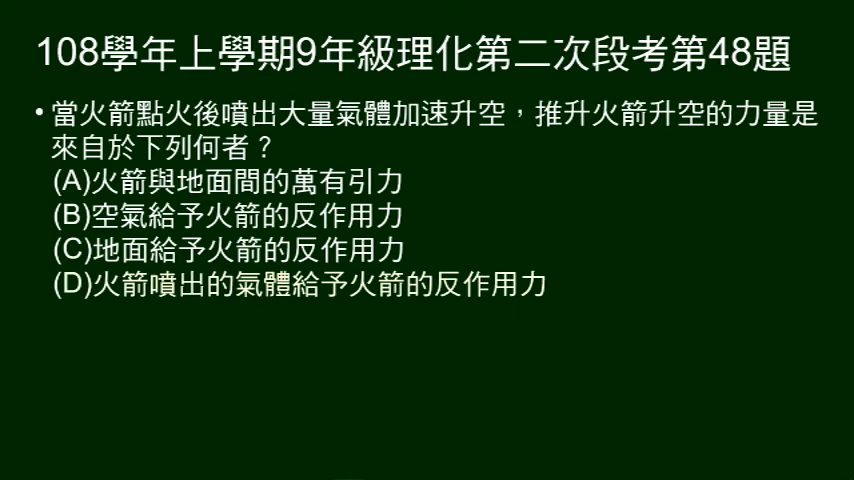 108學年上學期9年級理化第二次段考第48題
• 當火箭點火後噴出大量氣體加速升空，推升火箭升空的力量是
來自於下列何者？
(A)火箭與地面間的萬有引力
(B)空氣給予火箭的反作用力
(C)地面給予火箭的反作用力
(D)火箭噴出的氣體給予火箭的反作用力